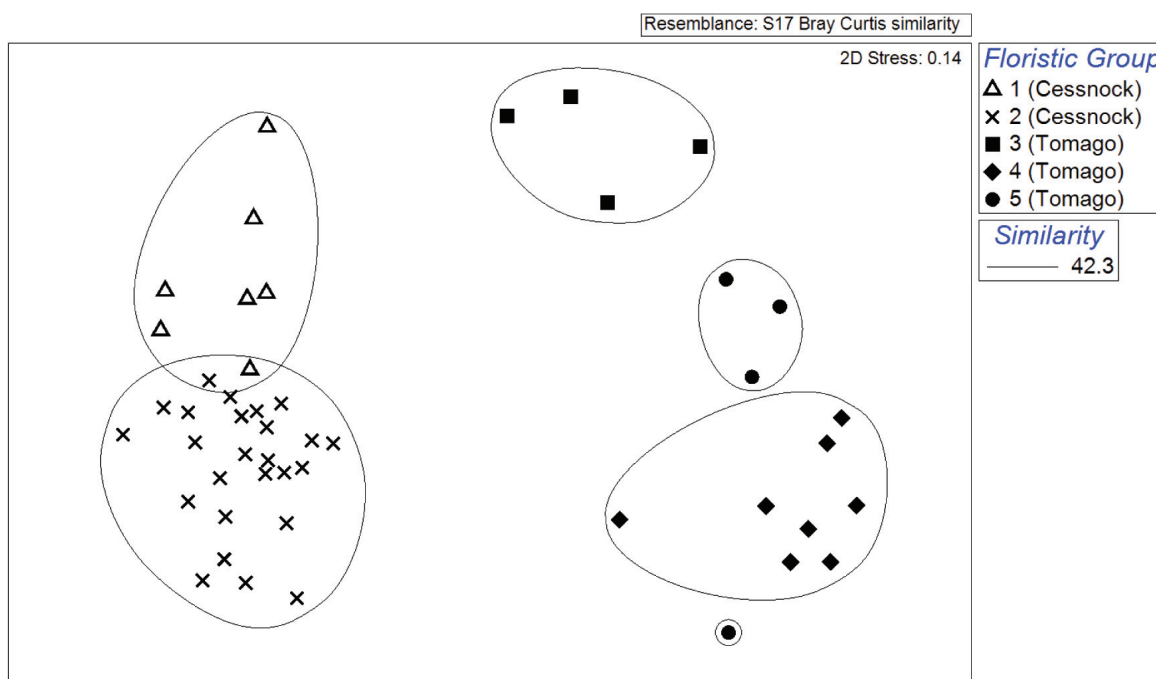 Resemblance: S17 Bray Curtis similarity
2D Stress: 0.14
Floristic Group
1 (Cessnock)
2 (Cessnock)
3 (Tomago)
4 (Tomago)
5 (Tomago)
Similarity
42.3